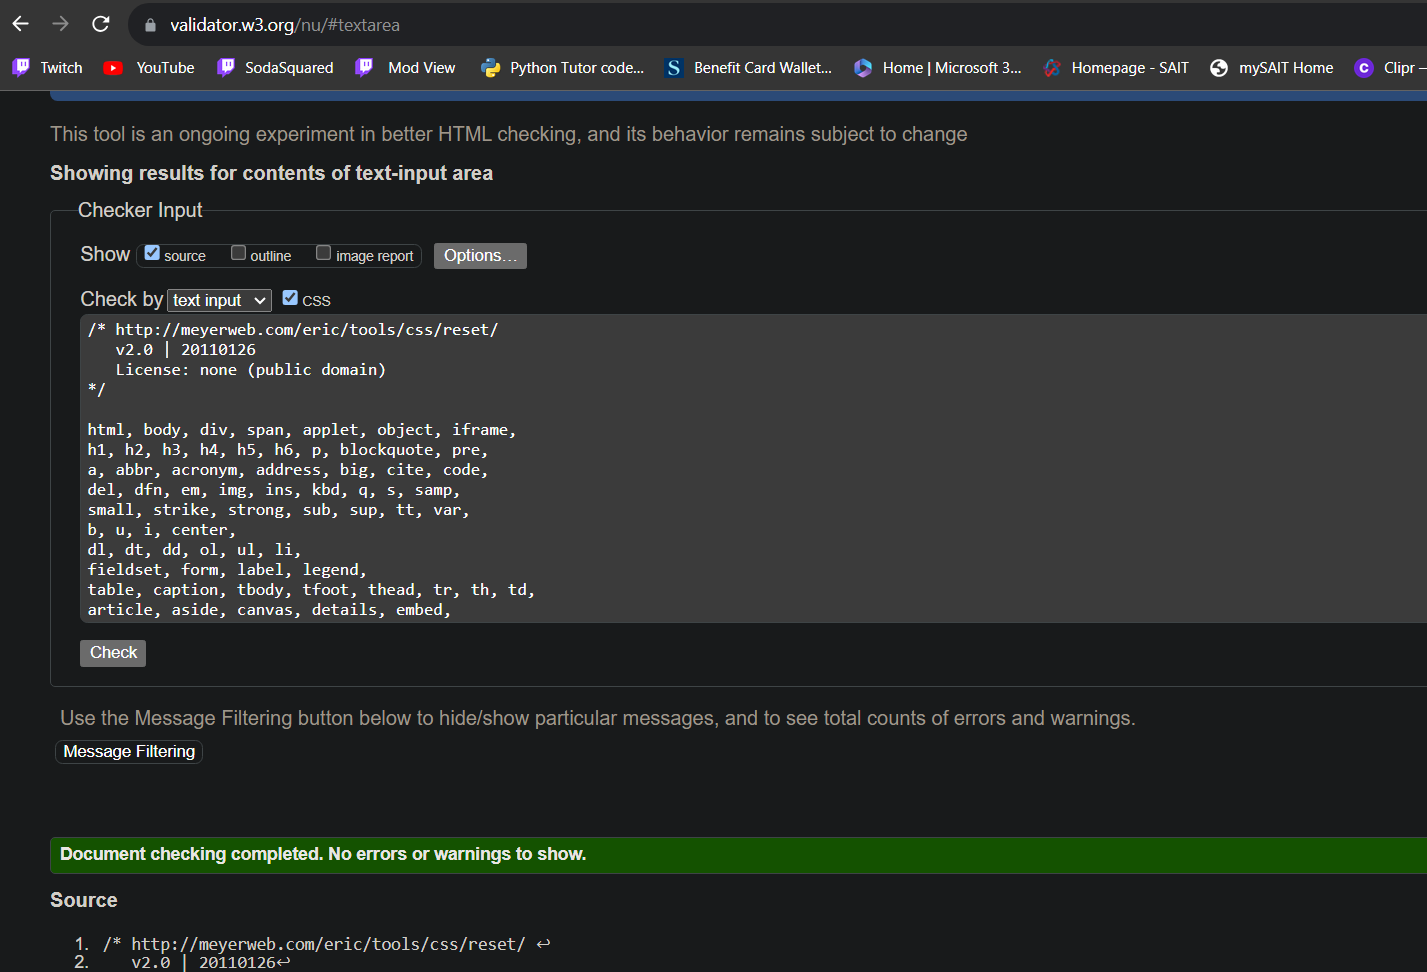 validator.w3.org/nu/#textarea
Twitch YouTube SodaSquared Mod View Python Tutor code... Benefit Card Wallet... Home | Microsoft 3... Homepage - SAIT mySAIT Home Clipr –
This tool is an ongoing experiment in better HTML checking, and its behavior remains subject to change
Showing results for contents of text-input area
Checker Input
Show source outline image report Options...
Check by text input CSS
/* http://meyerweb.com/eric/tools/css/reset/
   v2.0 | 20110126
   License: none (public domain)
*/
html, body, div, span, applet, object, iframe,
h1, h2, h3, h4, h5, h6, p, blockquote, pre,
a, abbr, acronym, address, big, cite, code,
del, dfn, em, img, ins, kbd, q, s, samp,
small, strike, strong, sub, sup, tt, var,
b, u, i, center,
dl, dt, dd, ol, ul, li,
fieldset, form, label, legend,
table, caption, tbody, tfoot, thead, tr, th, td,
article, aside, canvas, details, embed,
Check
Use the Message Filtering button below to hide/show particular messages, and to see total counts of errors and warnings.
Message Filtering
Document checking completed. No errors or warnings to show.
Source
1. /* http://meyerweb.com/eric/tools/css/reset/ ↩
2.    v2.0 | 20110126↩